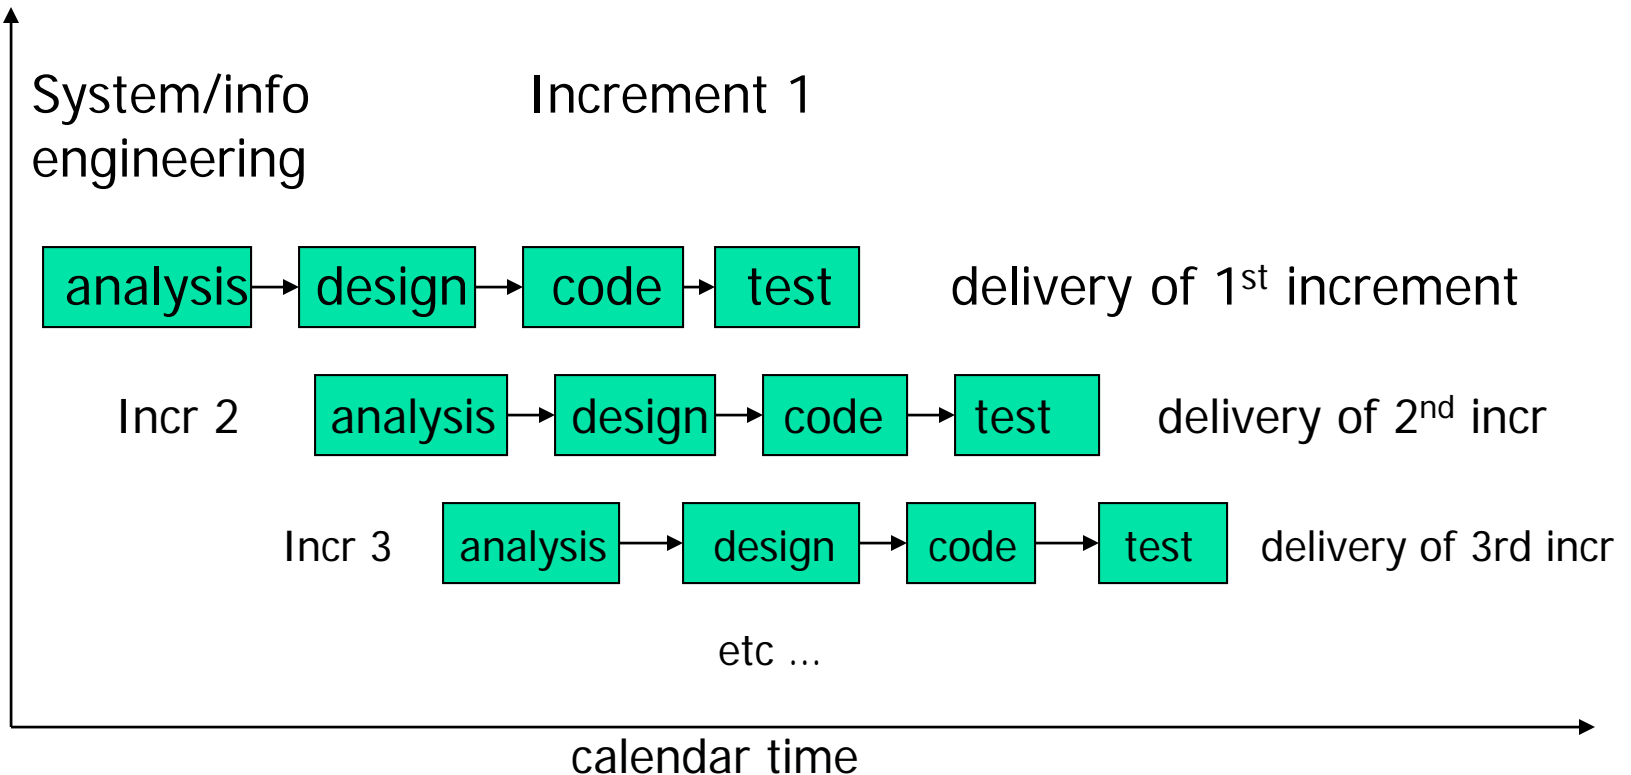 System/info Increment 1
engineering
analysis design code test delivery of 1st increment
Incr 2 analysis design code test delivery of 2nd incr
Incr 3 analysis design code test delivery of 3rd incr
etc ...
calendar time